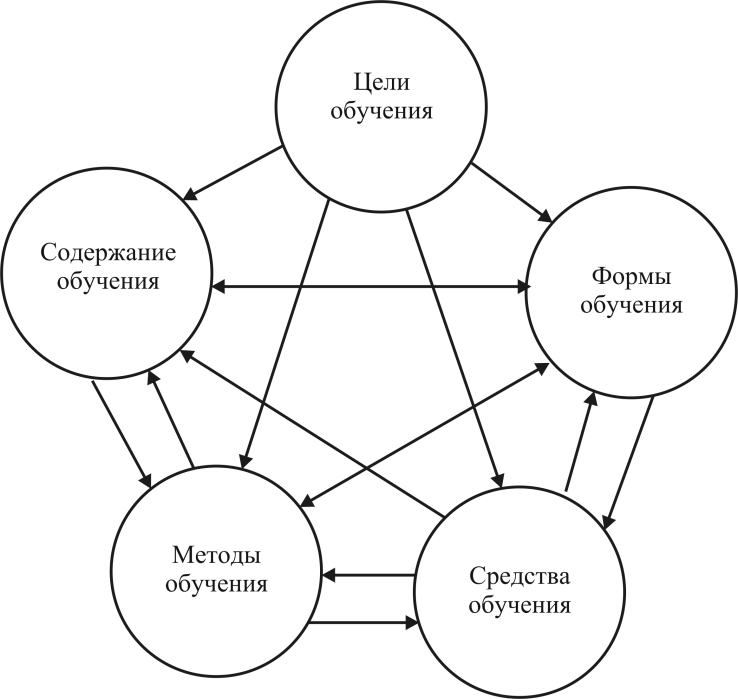 Цели
обучения
Содержание
обучения
Формы
обучения
Методы
обучения
Средства
обучения